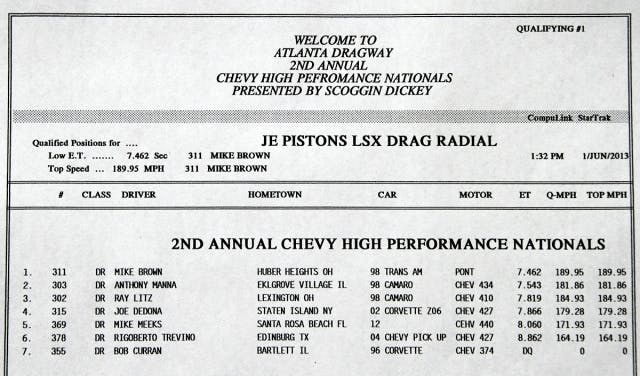 QUALIFYING #1
WELCOME TO
ATLANTA DRAGWAY
2ND ANNUAL
CHEVY HIGH PEFROMANCE NATIONALS
PRESENTED BY SCOGGIN DICKEY
CompuLink StarTrak
Qualified Positions for ....
JE PISTONS LSX DRAG RADIAL
Low E.T. ....... 7.462 Sec 311 MIKE BROWN 1:32 PM 1/JUN/2013
Top Speed ... 189.95 MPH 311 MIKE BROWN
# CLASS DRIVER HOMETOWN CAR MOTOR ET Q-MPH TOP MPH
2ND ANNUAL CHEVY HIGH PERFORMANCE NATIONALS
1. 311 DR MIKE BROWN HUBER HEIGHTS OH 98 TRANS AM PONT 7.462 189.95 189.95
2. 303 DR ANTHONY MANNA EKLGROVE VILLAGE IL 98 CAMARO CHEV 434 7.543 181.86 181.86
3. 302 DR RAY LITZ LEXINGTON OH 98 CAMARO CHEV 410 7.819 184.93 184.93
4. 315 DR JOE DEDONA STATEN ISLAND NY 02 CORVETTE Z06 CHEV 427 7.866 179.28 179.28
5. 369 DR MIKE MEEKS SANTA ROSA BEACH FL 12 CEHV 440 8.060 171.93 171.93
6. 378 DR RIGOBERTO TREVINO EDINBURG TX 04 CHEVY PICK UP CHEV 427 8.862 164.19 164.19
7. 355 DR BOB CURRAN BARTLETT IL 96 CORVETTE CHEV 374 DQ 0 0